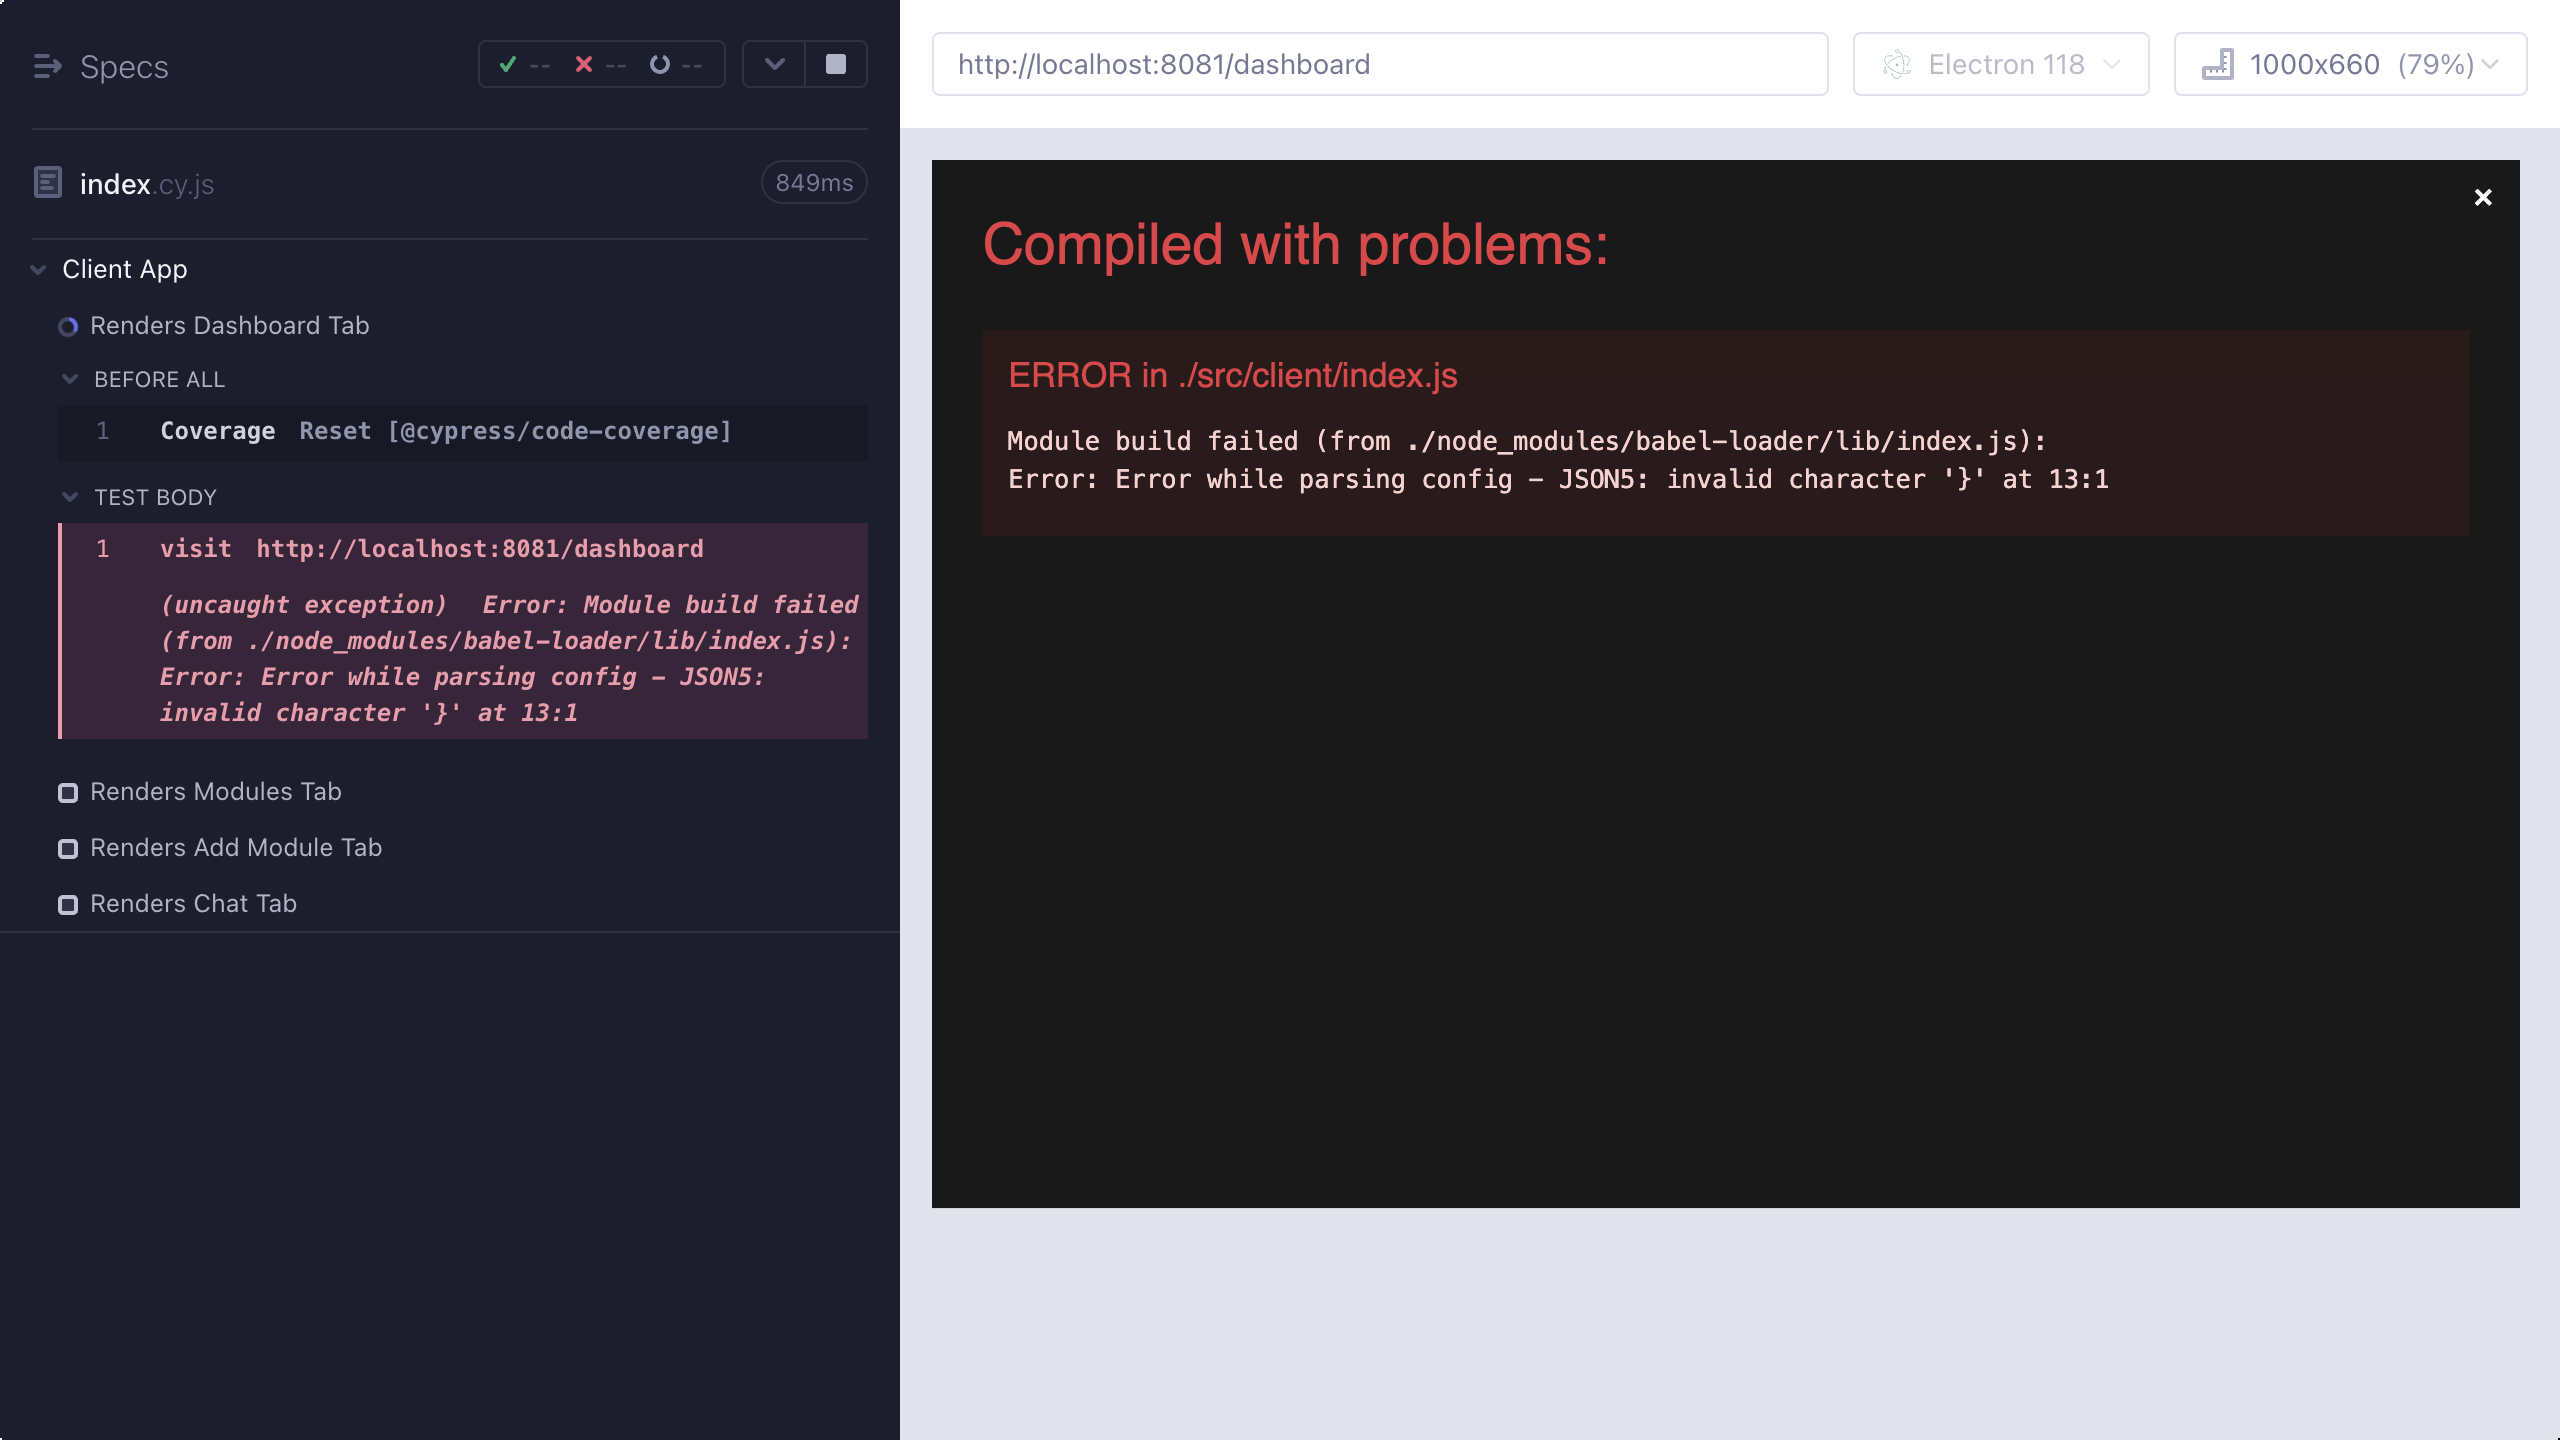 Specs
--
--
--
index.cy.js
849ms
Client App
Renders Dashboard Tab
BEFORE ALL
1 Coverage Reset [@cypress/code-coverage]
TEST BODY
1 visit http://localhost:8081/dashboard
(uncaught exception) Error: Module build failed
(from ./node_modules/babel-loader/lib/index.js):
Error: Error while parsing config - JSON5:
invalid character '}' at 13:1
Renders Modules Tab
Renders Add Module Tab
Renders Chat Tab
http://localhost:8081/dashboard
Electron 118
1000x660 (79%)
Compiled with problems:
ERROR in ./src/client/index.js
Module build failed (from ./node_modules/babel-loader/lib/index.js):
Error: Error while parsing config - JSON5: invalid character '}' at 13:1